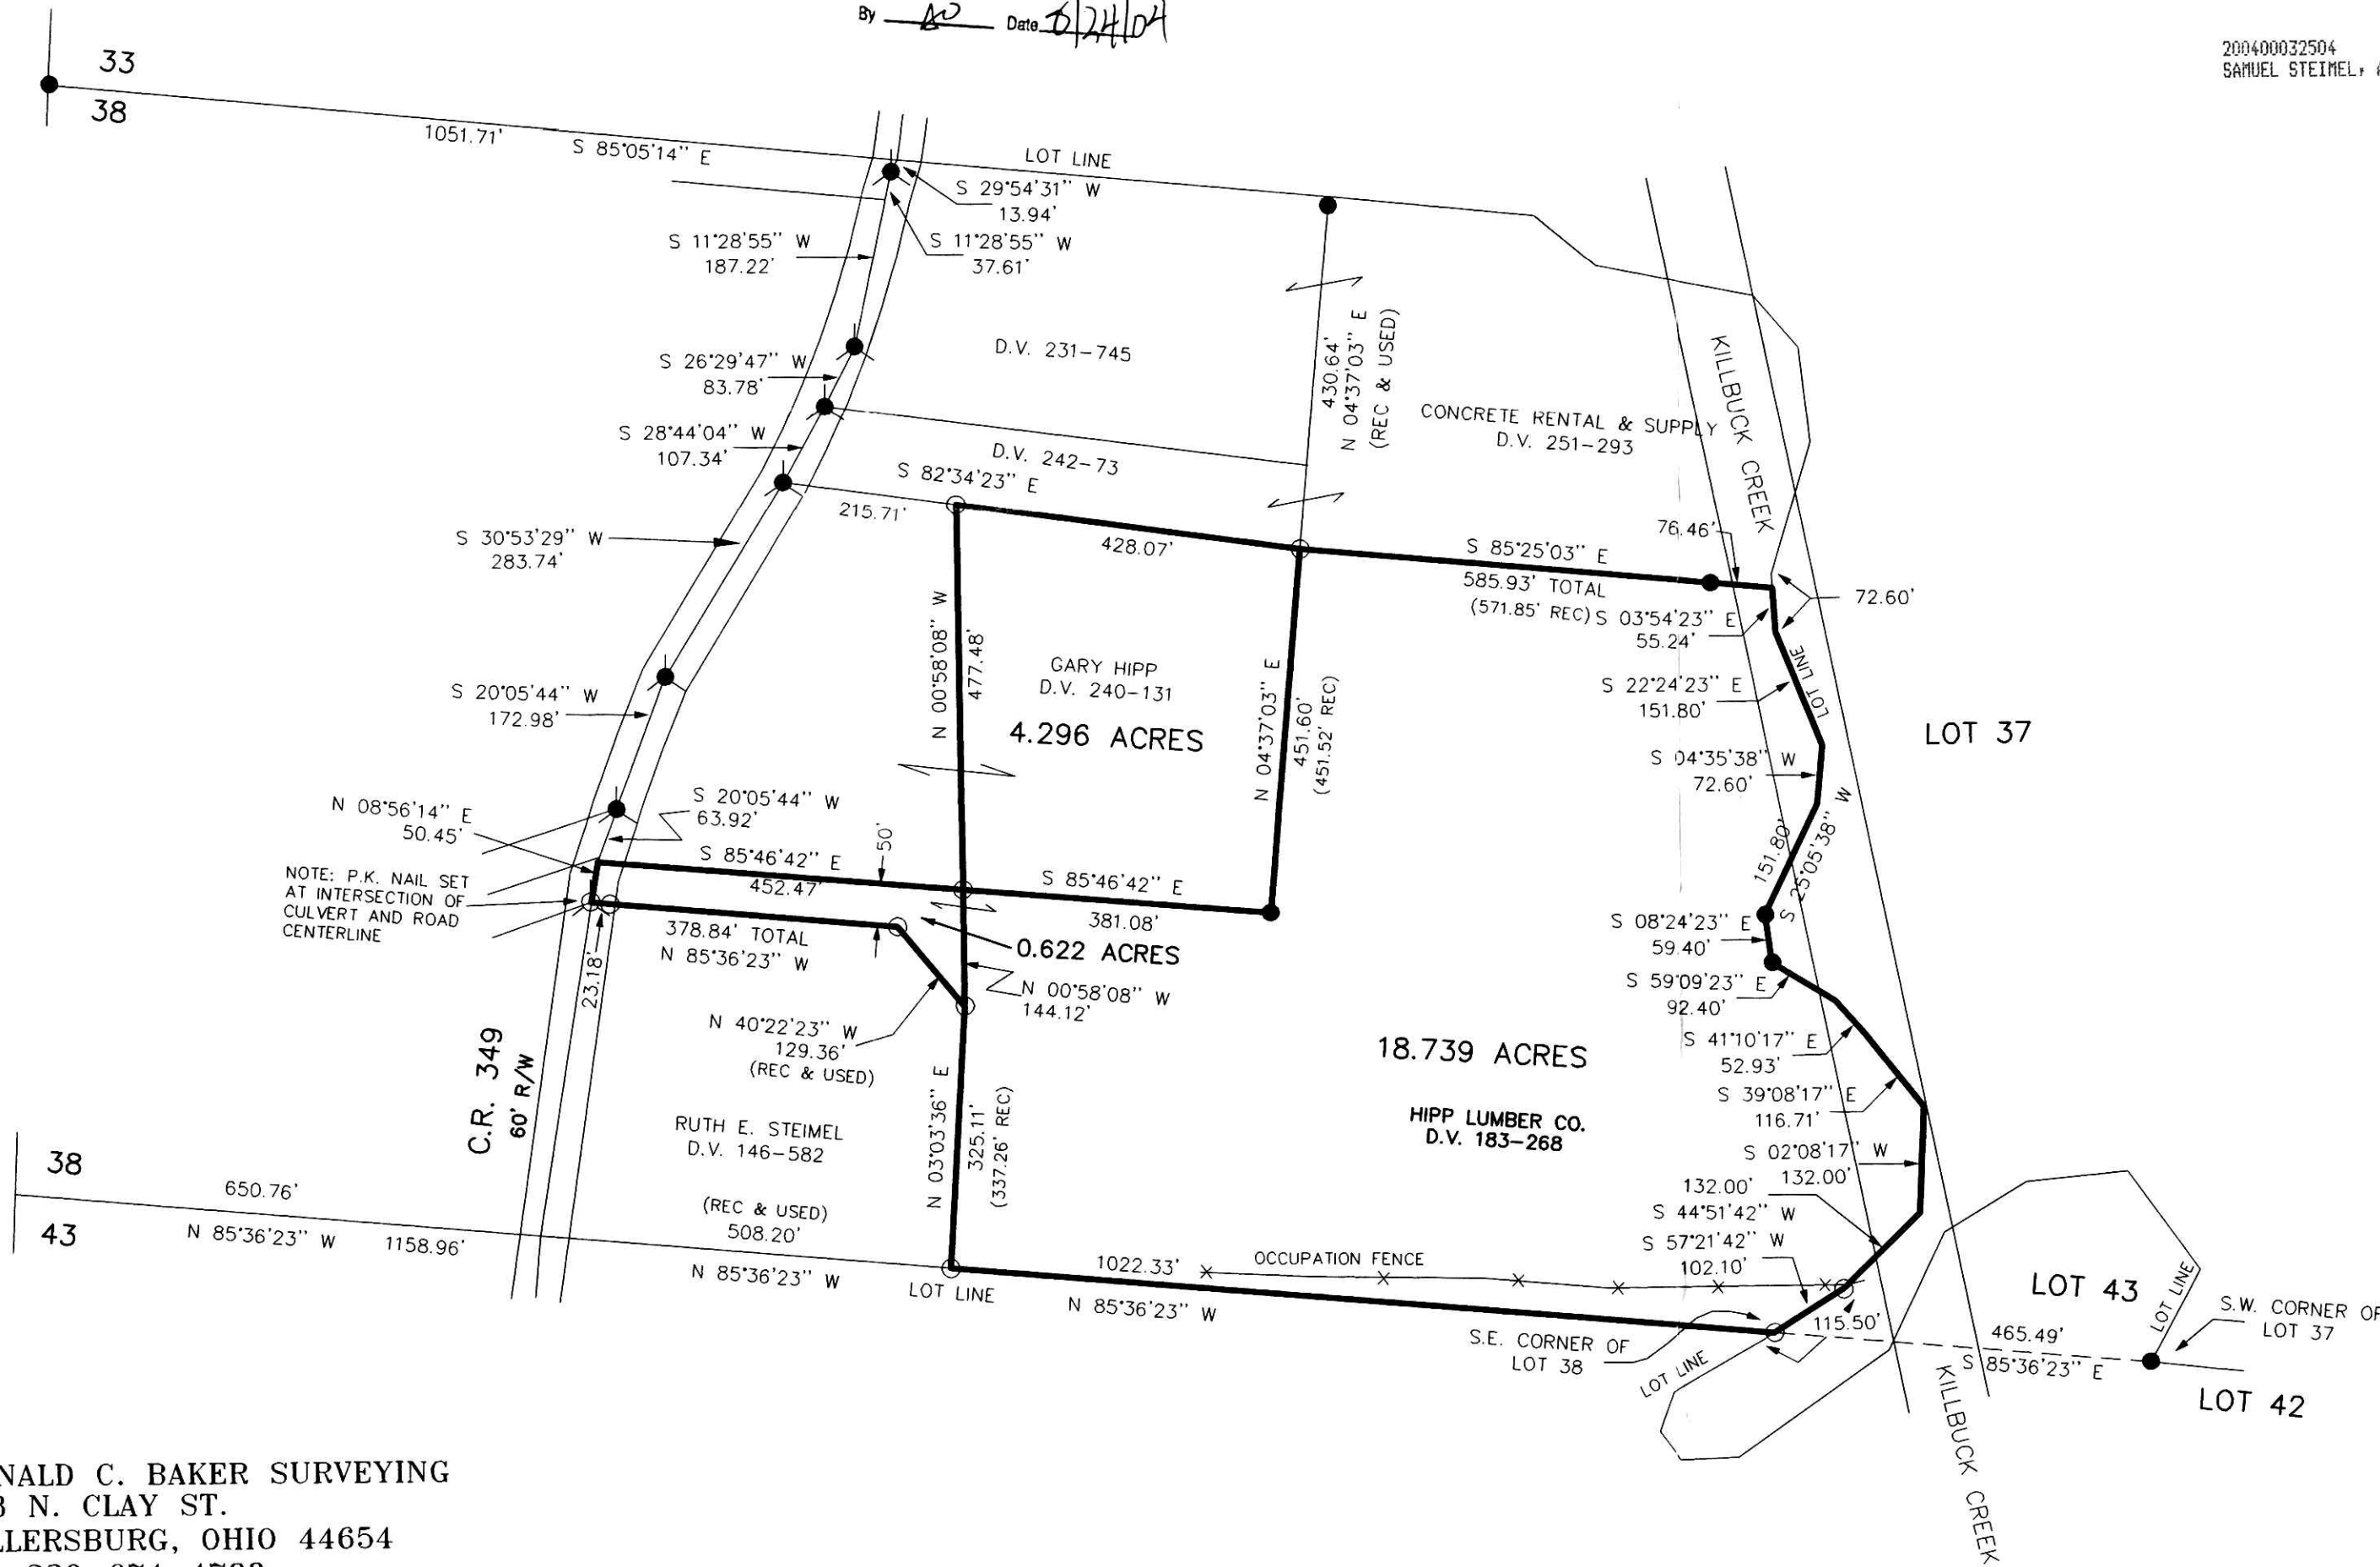 By AO Date 6/24/04
200400032504
SAMUEL STEIMEL,
33
38
1051.71'
S 85°05'14" E
LOT LINE
S 29°54'31" W
13.94'
S 11°28'55" W
187.22'
S 11°28'55" W
37.61'
S 26°29'47" W
83.78'
D.V. 231-745
430.64'
N 04°37'03" E
(REC & USED)
KILLBUCK CREEK
CONCRETE RENTAL & SUPPLY
D.V. 251-293
S 28°44'04" W
107.34'
D.V. 242-73
S 82°34'23" E
215.71'
428.07'
S 30°53'29" W
283.74'
76.46'
S 85°25'03" E
585.93' TOTAL
(571.85' REC)
S 03°54'23" E
55.24'
72.60'
N 00°58'08" W
477.48'
GARY HIPP
D.V. 240-131
4.296 ACRES
N 04°37'03" E
451.60'
(451.52' REC)
LOT LINE
S 22°24'23" E
151.80'
S 20°05'44" W
172.98'
LOT 37
S 04°35'38" W
72.60'
N 08°56'14" E
50.45'
S 20°05'44" W
63.92'
50'
151.80'
S 25°05'38" W
S 85°46'42" E
452.47'
S 85°46'42" E
381.08'
NOTE: P.K. NAIL SET
AT INTERSECTION OF
CULVERT AND ROAD
CENTERLINE
23.18'
378.84' TOTAL
N 85°36'23" W
0.622 ACRES
S 08°24'23" E
59.40'
N 00°58'08" W
144.12'
S 59°09'23" E
92.40'
N 40°22'23" W
129.36'
(REC & USED)
S 41°10'17" E
52.93'
C.R. 349
60' R/W
18.739 ACRES
HIPP LUMBER CO.
D.V. 183-268
S 39°08'17" E
116.71'
RUTH E. STEIMEL
D.V. 146-582
N 03°03'36" E
325.11'
(337.26' REC)
S 02°08'17" W
132.00'
38
43
650.76'
N 85°36'23" W
1158.96'
(REC & USED)
508.20'
N 85°36'23" W
132.00'
S 44°51'42" W
S 57°21'42" W
102.10'
LOT LINE
1022.33'
OCCUPATION FENCE
N 85°36'23" W
S.E. CORNER OF
LOT 38
LOT LINE
115.50'
465.49'
S 85°36'23" E
LOT 43
LOT LINE
S.W. CORNER OF
LOT 37
LOT 42
KILLBUCK CREEK
NALD C. BAKER SURVEYING
N. CLAY ST.
LLERSBURG, OHIO 44654